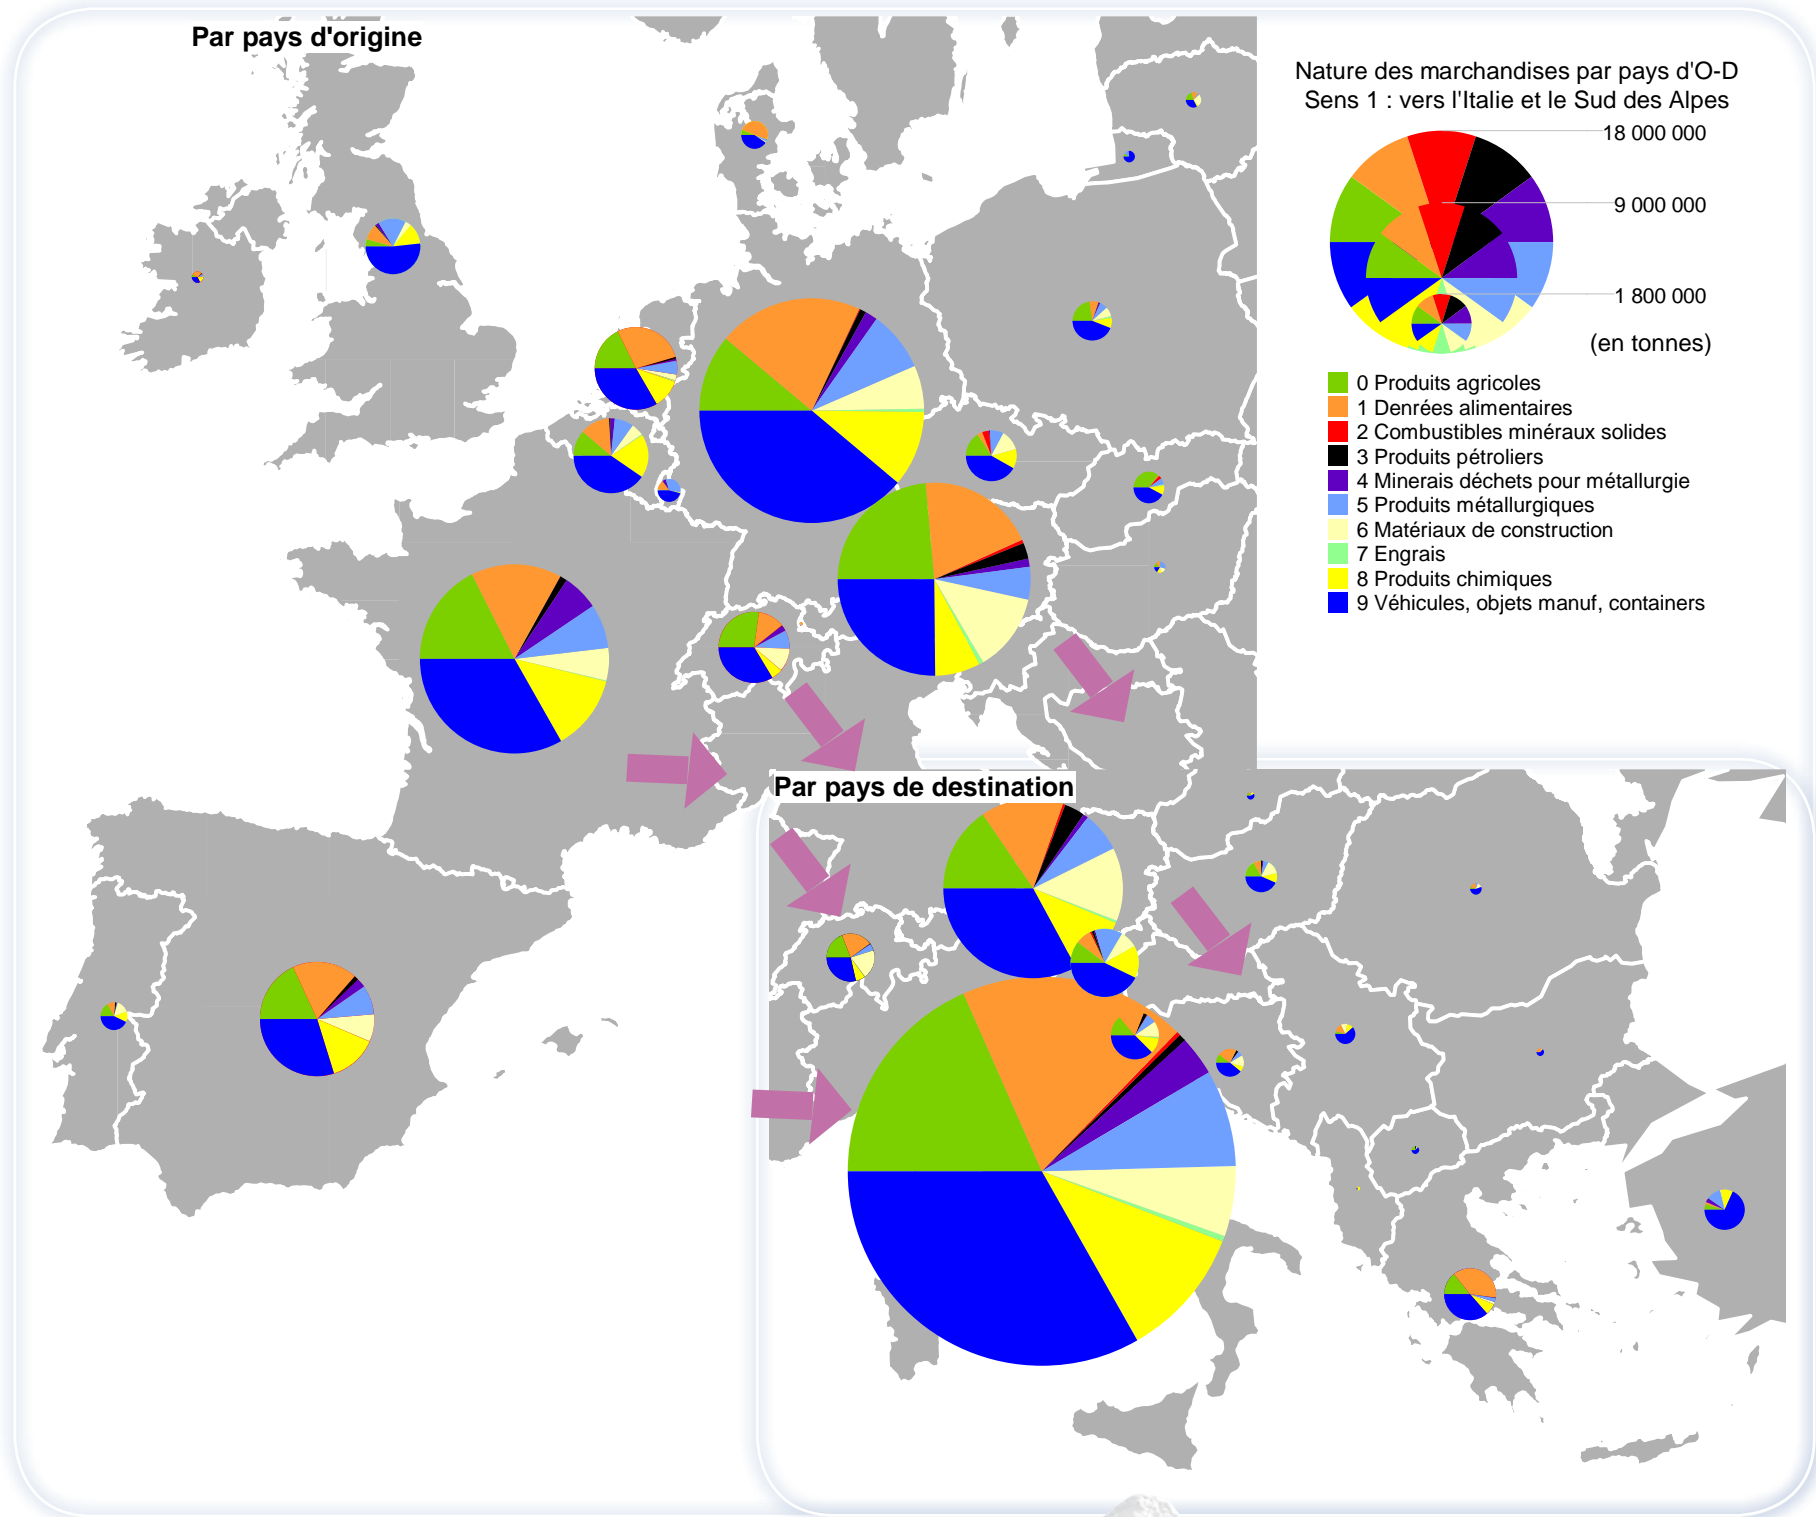 Par pays d'origine
Nature des marchandises par pays d'O-D
Sens 1 : vers l'Italie et le Sud des Alpes
18 000 000
9 000 000
1 800 000
(en tonnes)
0 Produits agricoles
1 Denrées alimentaires
2 Combustibles minéraux solides
3 Produits pétroliers
4 Minerais déchets pour métallurgie
5 Produits métallurgiques
6 Matériaux de construction
7 Engrais
8 Produits chimiques
9 Véhicules, objets manuf, containers
Par pays de destination